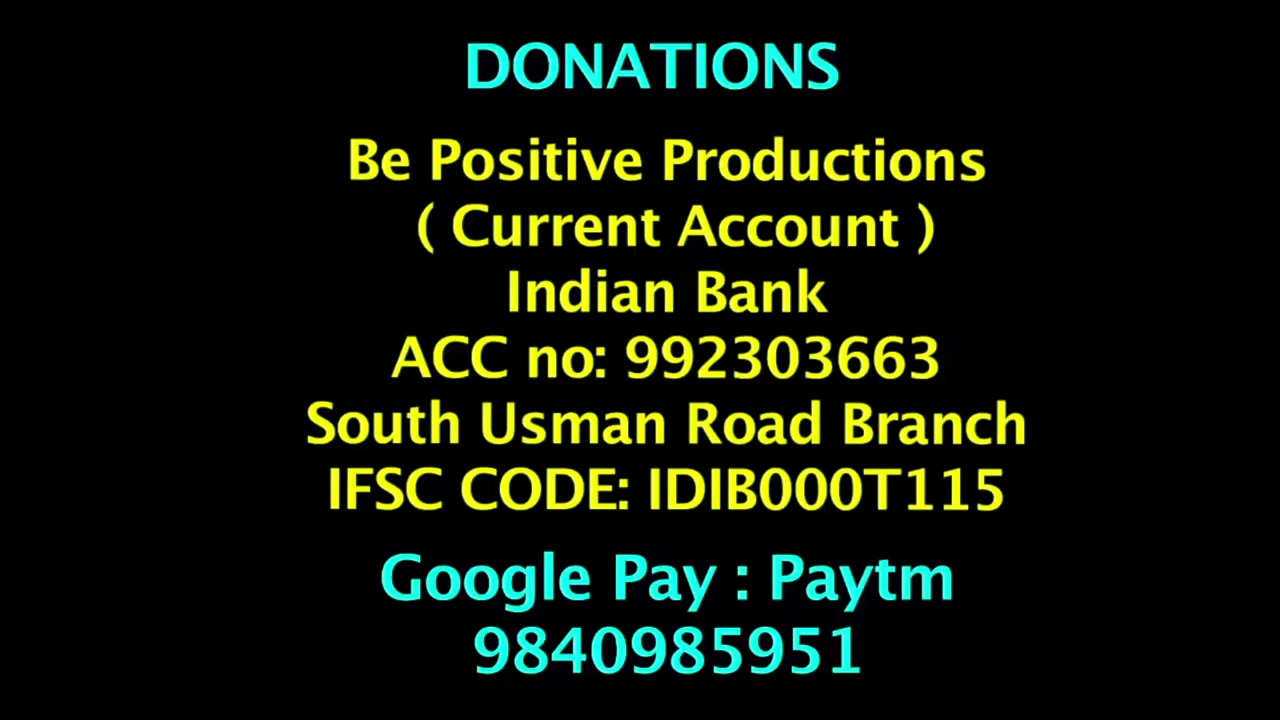 DONATIONS
Be Positive Productions
( Current Account )
Indian Bank
ACC no: 992303663
South Usman Road Branch
IFSC CODE: IDIB000T115
Google Pay : Paytm
9840985951